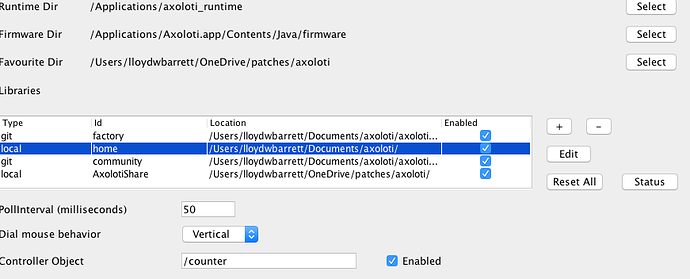 Runtime Dir /Applications/axoloti_runtime Select
Firmware Dir /Applications/Axoloti.app/Contents/Java/firmware Select
Favourite Dir /Users/lloydwbarrett/OneDrive/patches/axoloti Select
Libraries
Type Id Location Enabled
git factory /Users/lloydwbarrett/Documents/axoloti/axoloti...
local home /Users/lloydwbarrett/Documents/axoloti/
git community /Users/lloydwbarrett/Documents/axoloti/axoloti...
local AxolotiShare /Users/lloydwbarrett/OneDrive/patches/axoloti/
+ -
Edit
Reset All Status
PollInterval (milliseconds) 50
Dial mouse behavior Vertical
Controller Object /counter Enabled